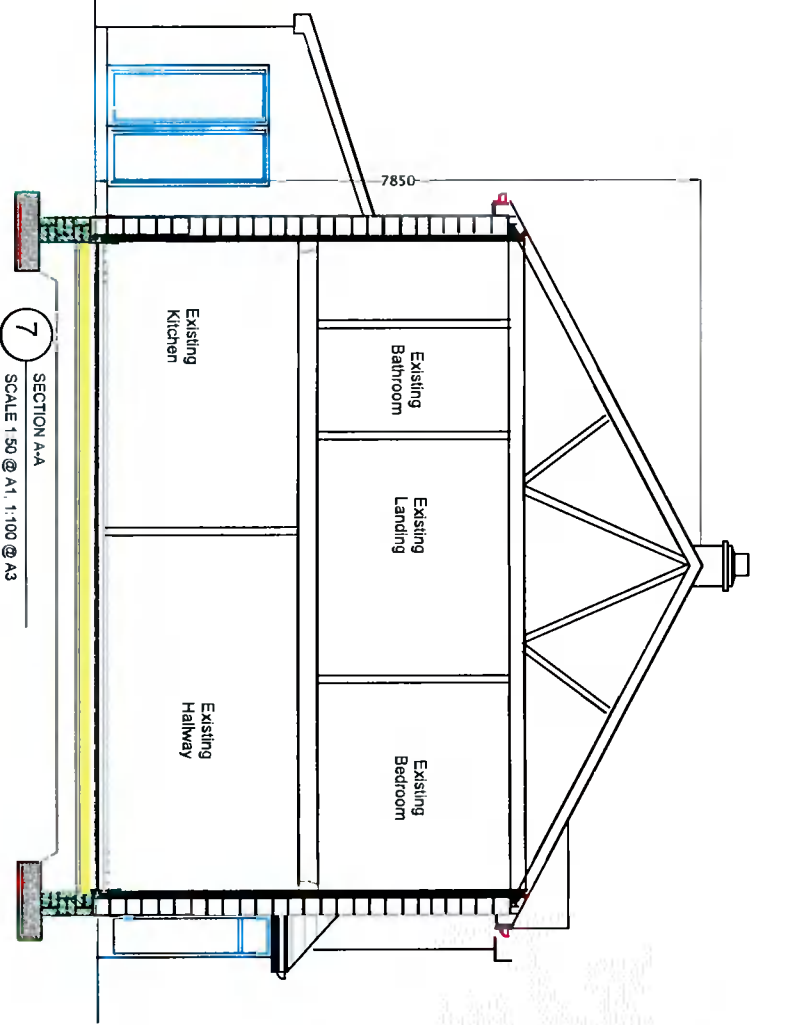 7850
Existing
Kitchen
Existing
Bathroom
Existing
Landing
Existing
Hallway
Existing
Bedroom
7
SECTION A-A
SCALE 1:50 @ A1, 1:100 @ A3